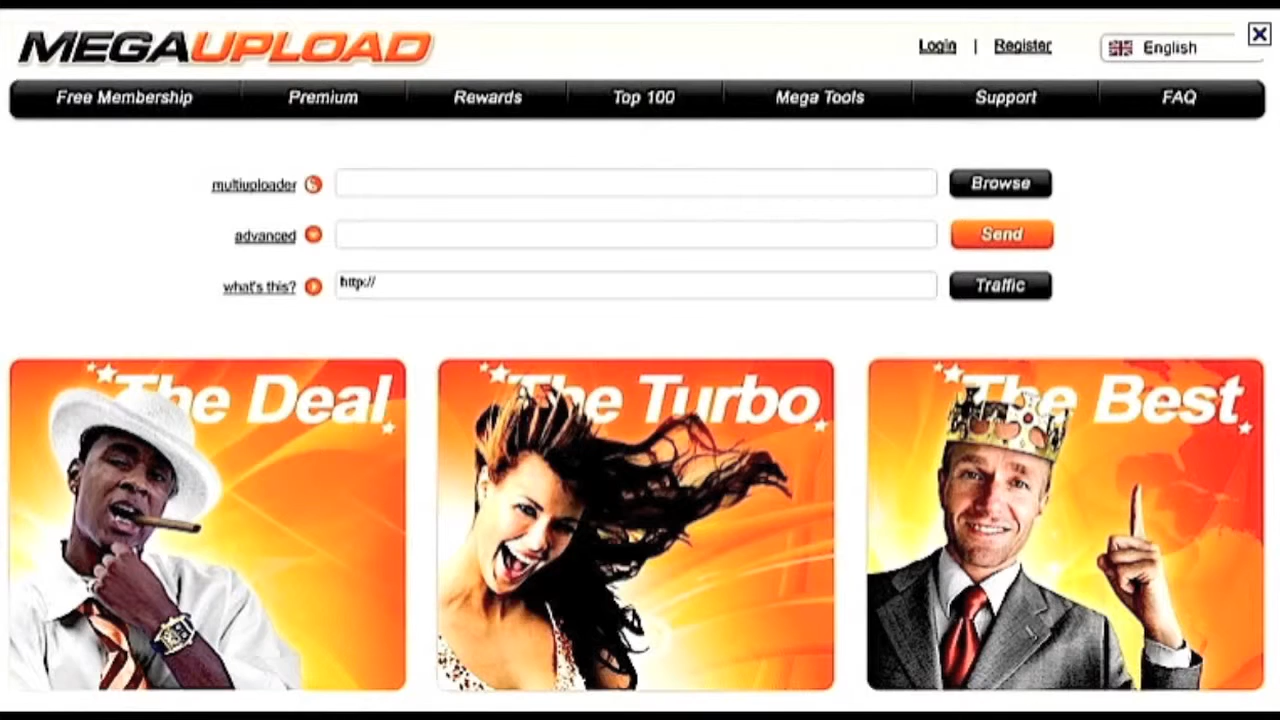 MEGAUPLOAD
Login | Register
English
Free Membership
Premium
Rewards
Top 100
Mega Tools
Support
FAQ
multiuploader
Browse
advanced
Send
what's this?
http://
Traffic
The Deal
The Turbo
The Best